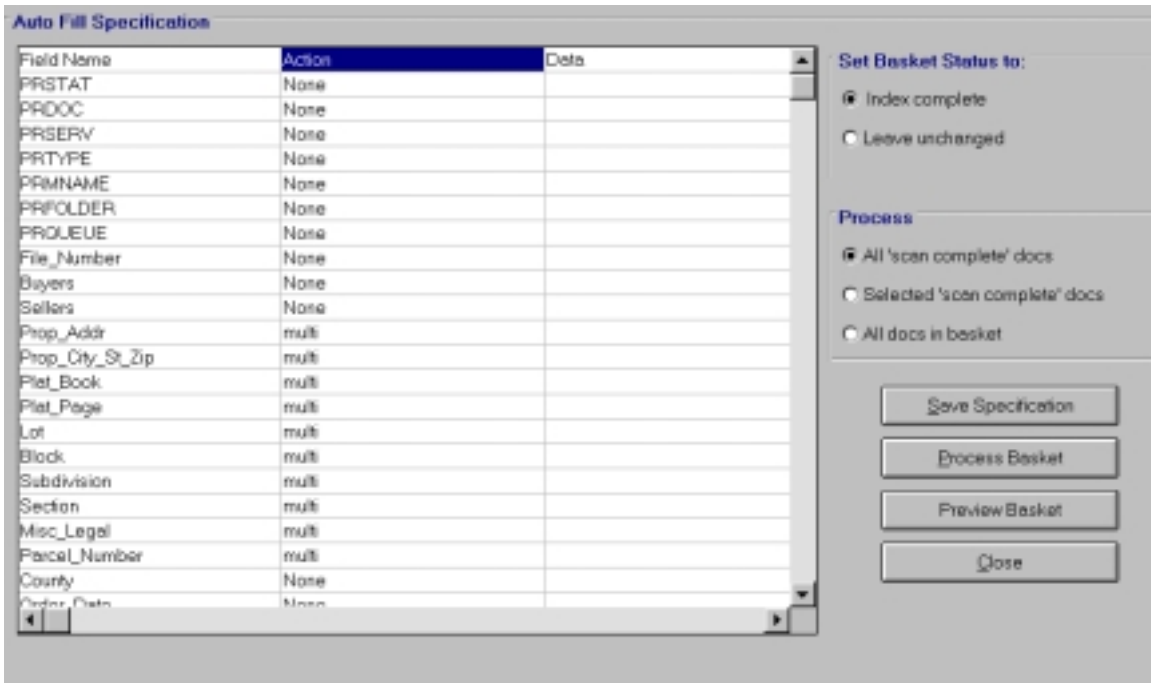 Auto Fill Specification
Field Name Action Data
PRSTAT None
PRDOC None
PRSERV None
PRTYPE None
PRMNAME None
PRFOLDER None
PRQUEUE None
File_Number None
Buyers None
Sellers None
Prop_Addr multi
Prop_City_St_Zip multi
Plat_Book multi
Plat_Page multi
Lot multi
Block multi
Subdivision multi
Section multi
Misc_Legal multi
Parcel_Number multi
County None
Order_Date None
Set Basket Status to:
Index complete
Leave unchanged
Process
All 'scan complete' docs
Selected 'scan complete' docs
All docs in basket
Save Specification
Process Basket
Preview Basket
Close